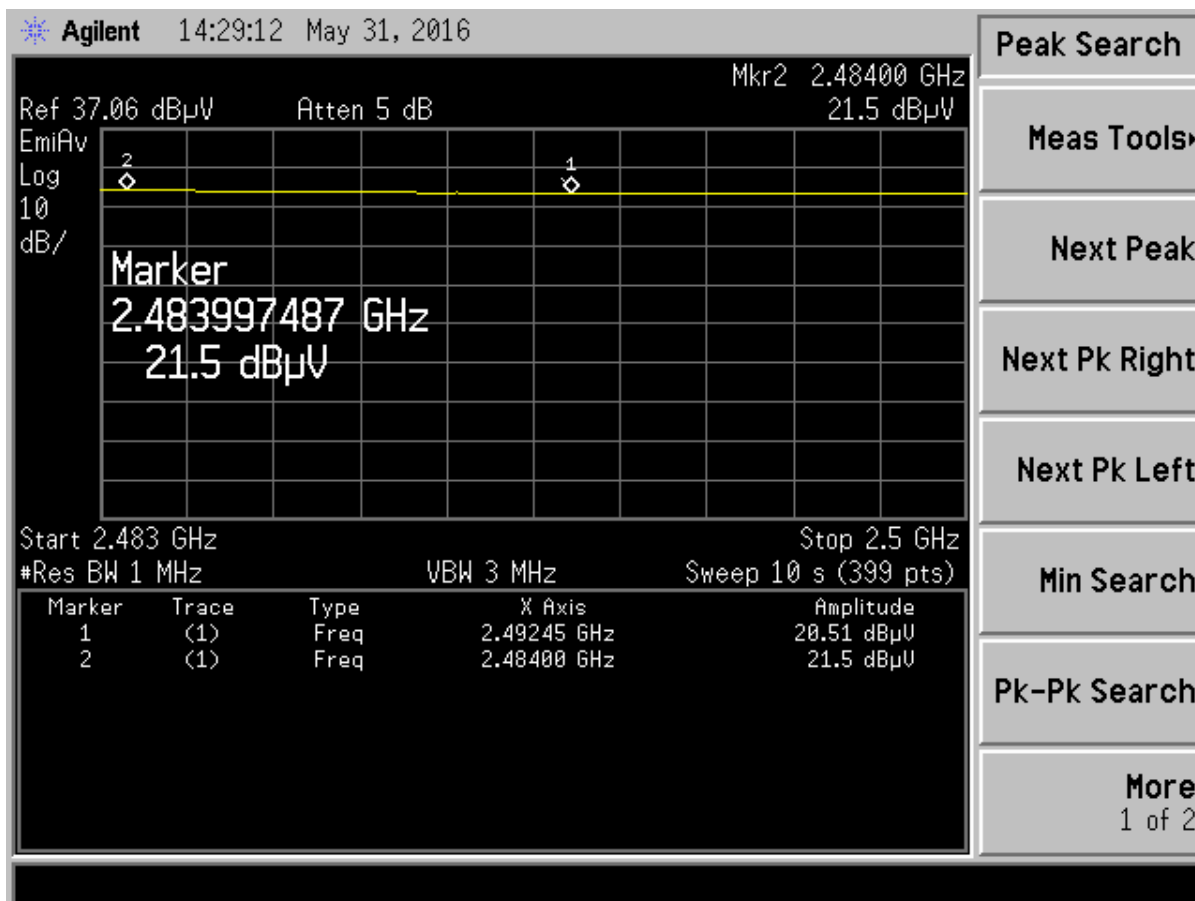 Agilent 14:29:12 May 31, 2016
Mkr2 2.48400 GHz
Ref 37.06 dBµV Atten 5 dB 21.5 dBµV
EmiAv
Log
10
dB/
2
1
Marker
2.483997487 GHz
21.5 dBµV
Start 2.483 GHz Stop 2.5 GHz
#Res BW 1 MHz VBW 3 MHz Sweep 10 s (399 pts)
Marker Trace Type X Axis Amplitude
1 (1) Freq 2.49245 GHz 20.51 dBµV
2 (1) Freq 2.48400 GHz 21.5 dBµV
Peak Search
Meas Tools
Next Peak
Next Pk Right
Next Pk Left
Min Search
Pk-Pk Search
More
1 of 2